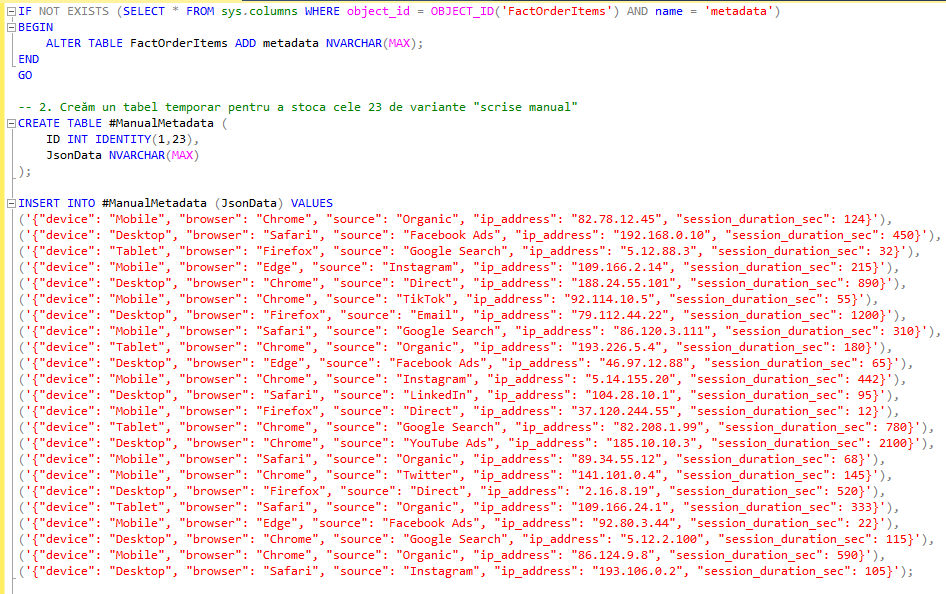 IF NOT EXISTS (SELECT * FROM sys.columns WHERE object_id = OBJECT_ID('FactOrderItems') AND name = 'metadata')
BEGIN
    ALTER TABLE FactOrderItems ADD metadata NVARCHAR(MAX);
END
GO

-- 2. Creăm un tabel temporar pentru a stoca cele 23 de variante "scrise manual"
CREATE TABLE #ManualMetadata (
    ID INT IDENTITY(1,23),
    JsonData NVARCHAR(MAX)
);

INSERT INTO #ManualMetadata (JsonData) VALUES
('{"device": "Mobile", "browser": "Chrome", "source": "Organic", "ip_address": "82.78.12.45", "session_duration_sec": 124}'),
('{"device": "Desktop", "browser": "Safari", "source": "Facebook Ads", "ip_address": "192.168.0.10", "session_duration_sec": 450}'),
('{"device": "Tablet", "browser": "Firefox", "source": "Google Search", "ip_address": "5.12.88.3", "session_duration_sec": 32}'),
('{"device": "Mobile", "browser": "Edge", "source": "Instagram", "ip_address": "109.166.2.14", "session_duration_sec": 215}'),
('{"device": "Desktop", "browser": "Chrome", "source": "Direct", "ip_address": "188.24.55.101", "session_duration_sec": 890}'),
('{"device": "Mobile", "browser": "Chrome", "source": "TikTok", "ip_address": "92.114.10.5", "session_duration_sec": 55}'),
('{"device": "Desktop", "browser": "Firefox", "source": "Email", "ip_address": "79.112.44.22", "session_duration_sec": 1200}'),
('{"device": "Mobile", "browser": "Safari", "source": "Google Search", "ip_address": "86.120.3.111", "session_duration_sec": 310}'),
('{"device": "Tablet", "browser": "Chrome", "source": "Organic", "ip_address": "193.226.5.4", "session_duration_sec": 180}'),
('{"device": "Desktop", "browser": "Edge", "source": "Facebook Ads", "ip_address": "46.97.12.88", "session_duration_sec": 65}'),
('{"device": "Mobile", "browser": "Chrome", "source": "Instagram", "ip_address": "5.14.155.20", "session_duration_sec": 442}'),
('{"device": "Desktop", "browser": "Safari", "source": "LinkedIn", "ip_address": "104.28.10.1", "session_duration_sec": 95}'),
('{"device": "Mobile", "browser": "Firefox", "source": "Direct", "ip_address": "37.120.244.55", "session_duration_sec": 12}'),
('{"device": "Tablet", "browser": "Chrome", "source": "Google Search", "ip_address": "82.208.1.99", "session_duration_sec": 780}'),
('{"device": "Desktop", "browser": "Chrome", "source": "YouTube Ads", "ip_address": "185.10.10.3", "session_duration_sec": 2100}'),
('{"device": "Mobile", "browser": "Safari", "source": "Organic", "ip_address": "89.34.55.12", "session_duration_sec": 68}'),
('{"device": "Mobile", "browser": "Chrome", "source": "Twitter", "ip_address": "141.101.0.4", "session_duration_sec": 145}'),
('{"device": "Desktop", "browser": "Firefox", "source": "Direct", "ip_address": "2.16.8.19", "session_duration_sec": 520}'),
('{"device": "Tablet", "browser": "Safari", "source": "Organic", "ip_address": "109.166.24.1", "session_duration_sec": 333}'),
('{"device": "Mobile", "browser": "Edge", "source": "Facebook Ads", "ip_address": "92.80.3.44", "session_duration_sec": 22}'),
('{"device": "Desktop", "browser": "Chrome", "source": "Google Search", "ip_address": "5.12.2.100", "session_duration_sec": 115}'),
('{"device": "Mobile", "browser": "Chrome", "source": "Organic", "ip_address": "86.124.9.8", "session_duration_sec": 590}'),
('{"device": "Desktop", "browser": "Safari", "source": "Instagram", "ip_address": "193.106.0.2", "session_duration_sec": 105}');